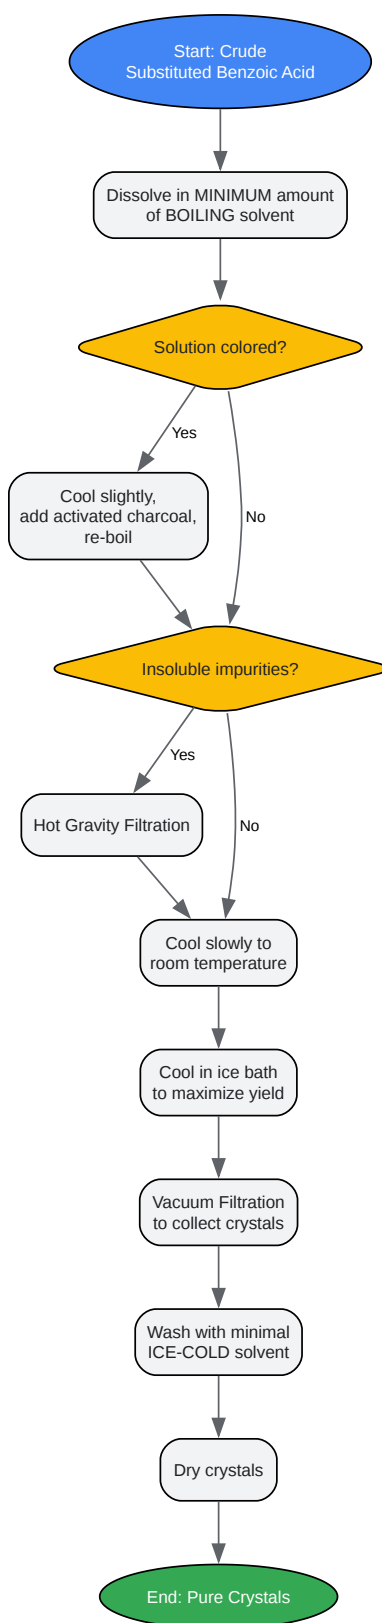 Start: Crude
Substituted Benzoic Acid
Dissolve in MINIMUM amount
of BOILING solvent
Solution colored?
Yes
Cool slightly,
add activated charcoal,
re-boil
No
Insoluble impurities?
Yes
Hot Gravity Filtration
No
Cool slowly to
room temperature
Cool in ice bath
to maximize yield
Vacuum Filtration
to collect crystals
Wash with minimal
ICE-COLD solvent
Dry crystals
End: Pure Crystals